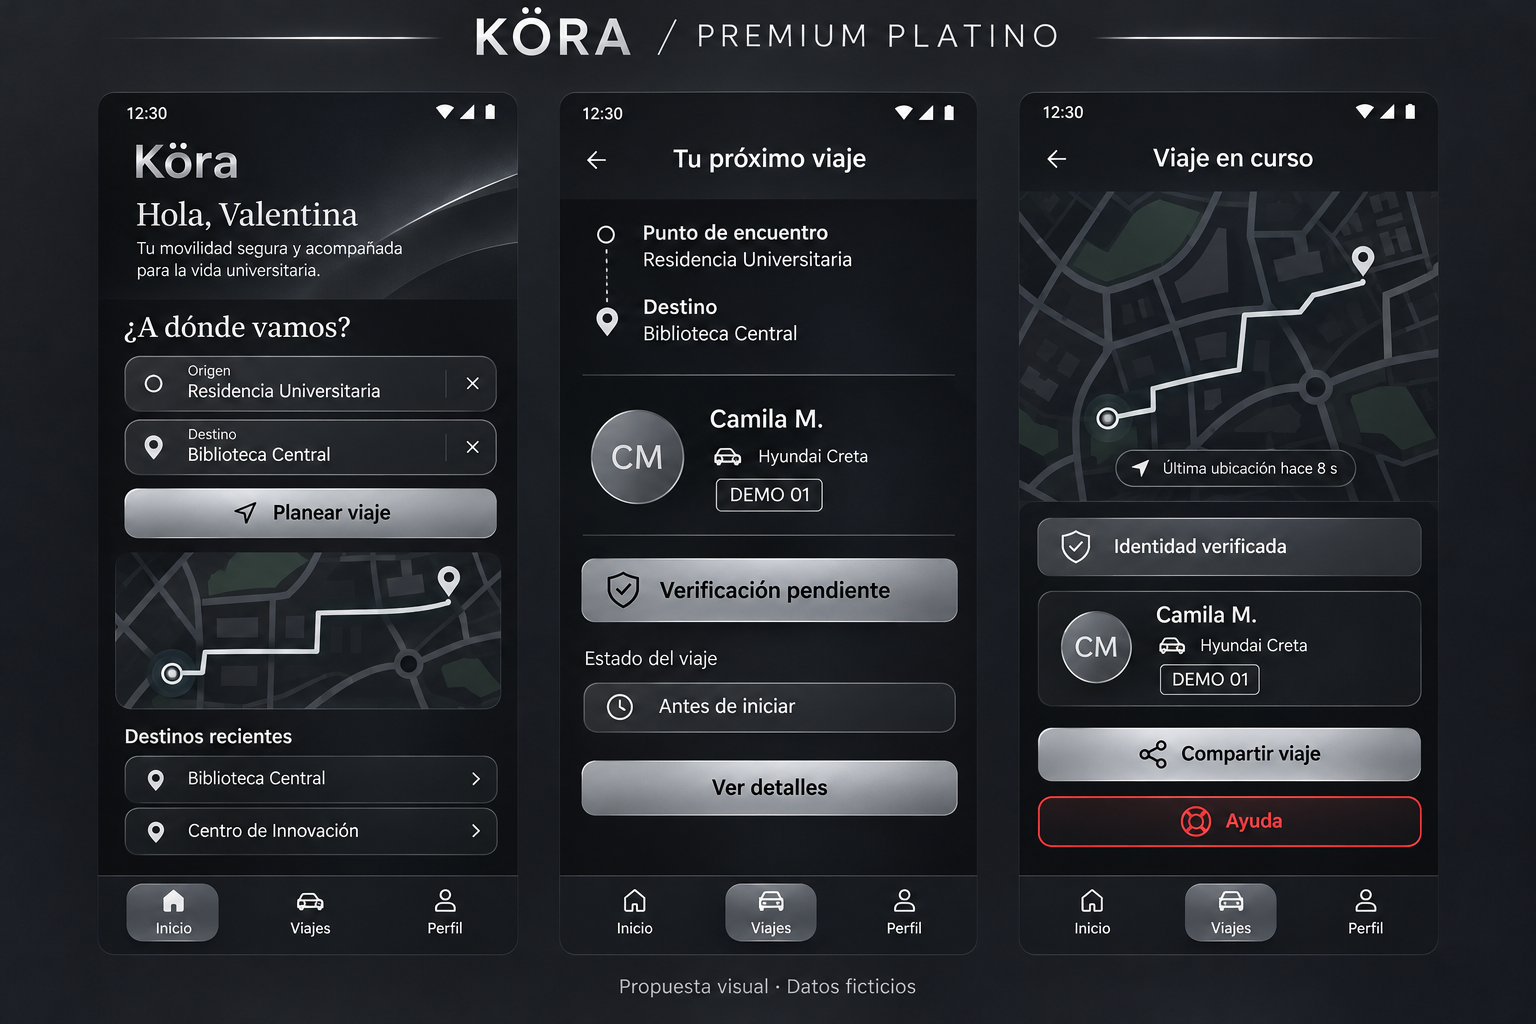 KÖRA / PREMIUM PLATINO
12:30
Köra
Hola, Valentina
Tu movilidad segura y acompañada
para la vida universitaria.
¿A dónde vamos?
Origen
Residencia Universitaria
Destino
Biblioteca Central
Planear viaje
Destinos recientes
Biblioteca Central
Centro de Innovación
Inicio
Viajes
Perfil
12:30
Tu próximo viaje
Punto de encuentro
Residencia Universitaria
Destino
Biblioteca Central
CM
Camila M.
Hyundai Creta
DEMO 01
Verificación pendiente
Estado del viaje
Antes de iniciar
Ver detalles
Inicio
Viajes
Perfil
12:30
Viaje en curso
Última ubicación hace 8 s
Identidad verificada
CM
Camila M.
Hyundai Creta
DEMO 01
Compartir viaje
Ayuda
Inicio
Viajes
Perfil
Propuesta visual · Datos ficticios